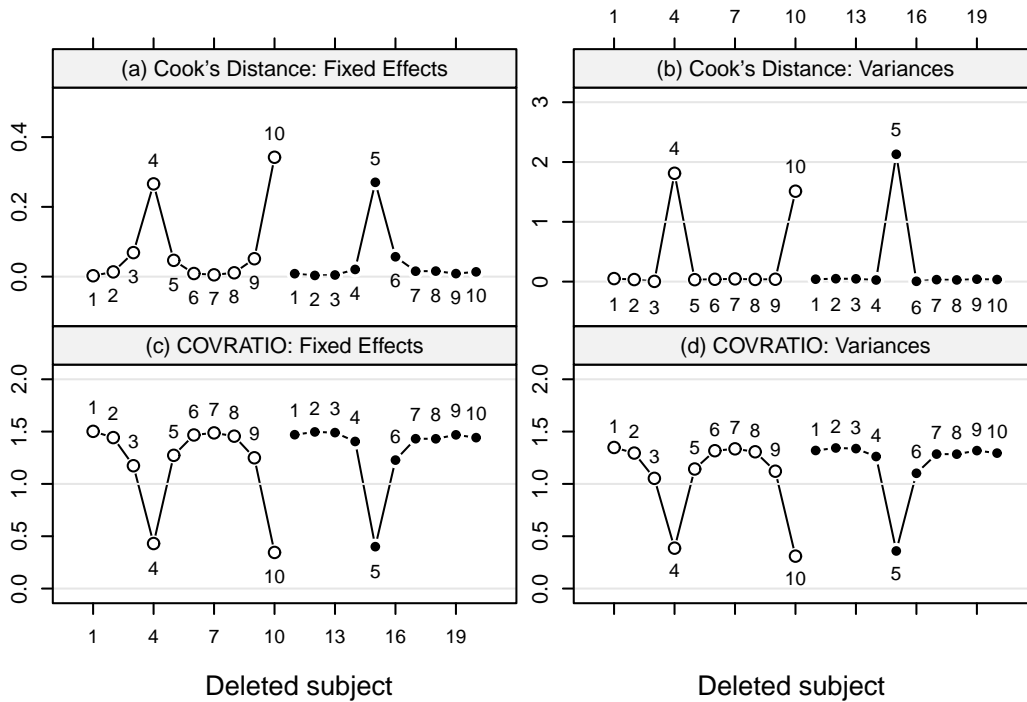 1 4 7 10 13 16 19
(a) Cook's Distance: Fixed Effects
0.4
0.2
0.0
1 2 3 4 5 6 7 8 9 10
1 2 3 4 5 6 7 8 9 10
(b) Cook's Distance: Variances
3
2
1
0
1 2 3 4 5 6 7 8 9 10
1 2 3 4 5 6 7 8 9 10
(c) COVRATIO: Fixed Effects
2.0
1.5
1.0
0.5
0.0
1 2 3 4 5 6 7 8 9 10
1 2 3 4 5 6 7 8 9 10
(d) COVRATIO: Variances
2.0
1.5
1.0
0.5
0.0
1 2 3 4 5 6 7 8 9 10
1 2 3 4 5 6 7 8 9 10
1 4 7 10 13 16 19
Deleted subject
Deleted subject